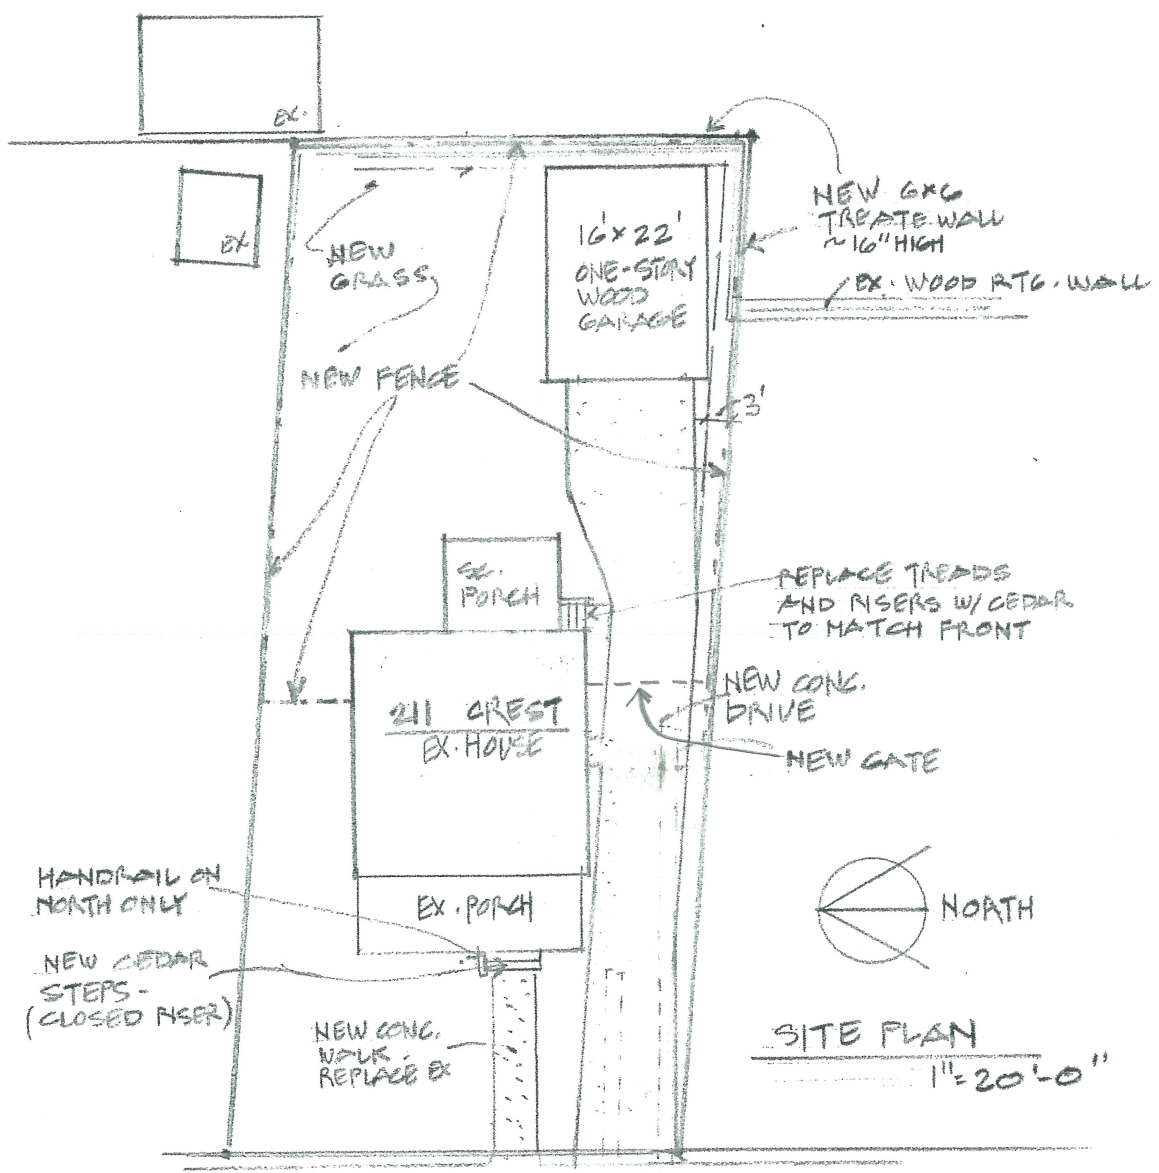 EX.
EX
NEW 6x6
TREATE WALL
~16" HIGH
EX. WOOD RTG. WALL
NEW
GRASS
16'x22'
ONE-STORY
WOOD
GARAGE
NEW FENCE
3'
SC.
PORCH
REPLACE TREADS
AND RISERS W/ CEDAR
TO MATCH FRONT
211 CREST
EX. HOUSE
NEW CONC.
DRIVE
NEW GATE
HANDRAIL ON
NORTH ONLY
EX. PORCH
NORTH
NEW CEDAR
STEPS -
(CLOSED RISER)
NEW CONC.
WALK -
REPLACE EX
SITE PLAN
1"=20'-0"